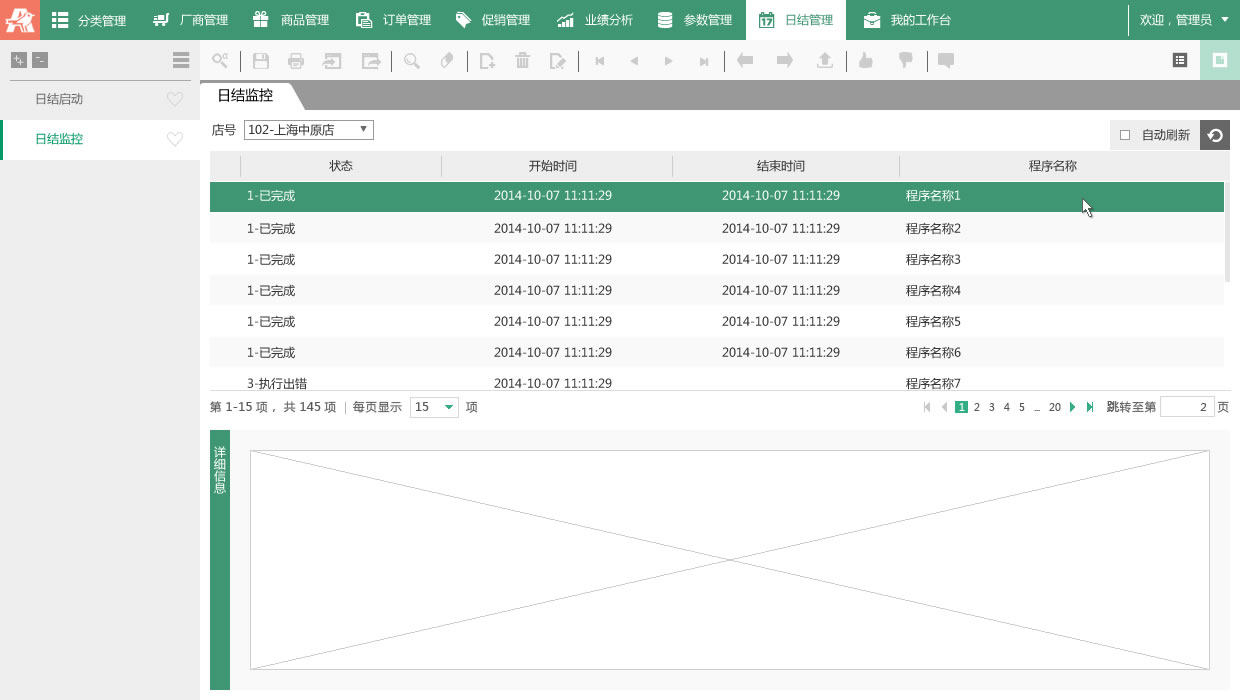 分类管理 厂商管理 商品管理 订单管理 促销管理 业绩分析 参数管理 17 日结管理 我的工作台 欢迎，管理员
日结启动
日结监控
日结监控
店号 102-上海中原店 自动刷新
状态 开始时间 结束时间 程序名称
1-已完成 2014-10-07 11:11:29 2014-10-07 11:11:29 程序名称1
1-已完成 2014-10-07 11:11:29 2014-10-07 11:11:29 程序名称2
1-已完成 2014-10-07 11:11:29 2014-10-07 11:11:29 程序名称3
1-已完成 2014-10-07 11:11:29 2014-10-07 11:11:29 程序名称4
1-已完成 2014-10-07 11:11:29 2014-10-07 11:11:29 程序名称5
1-已完成 2014-10-07 11:11:29 2014-10-07 11:11:29 程序名称6
3-执行出错 2014-10-07 11:11:29 程序名称7
第 1-15 项，共 145 项 | 每页显示 15 项 1 2 3 4 5 ... 20 跳转至第 2 页
详细信息